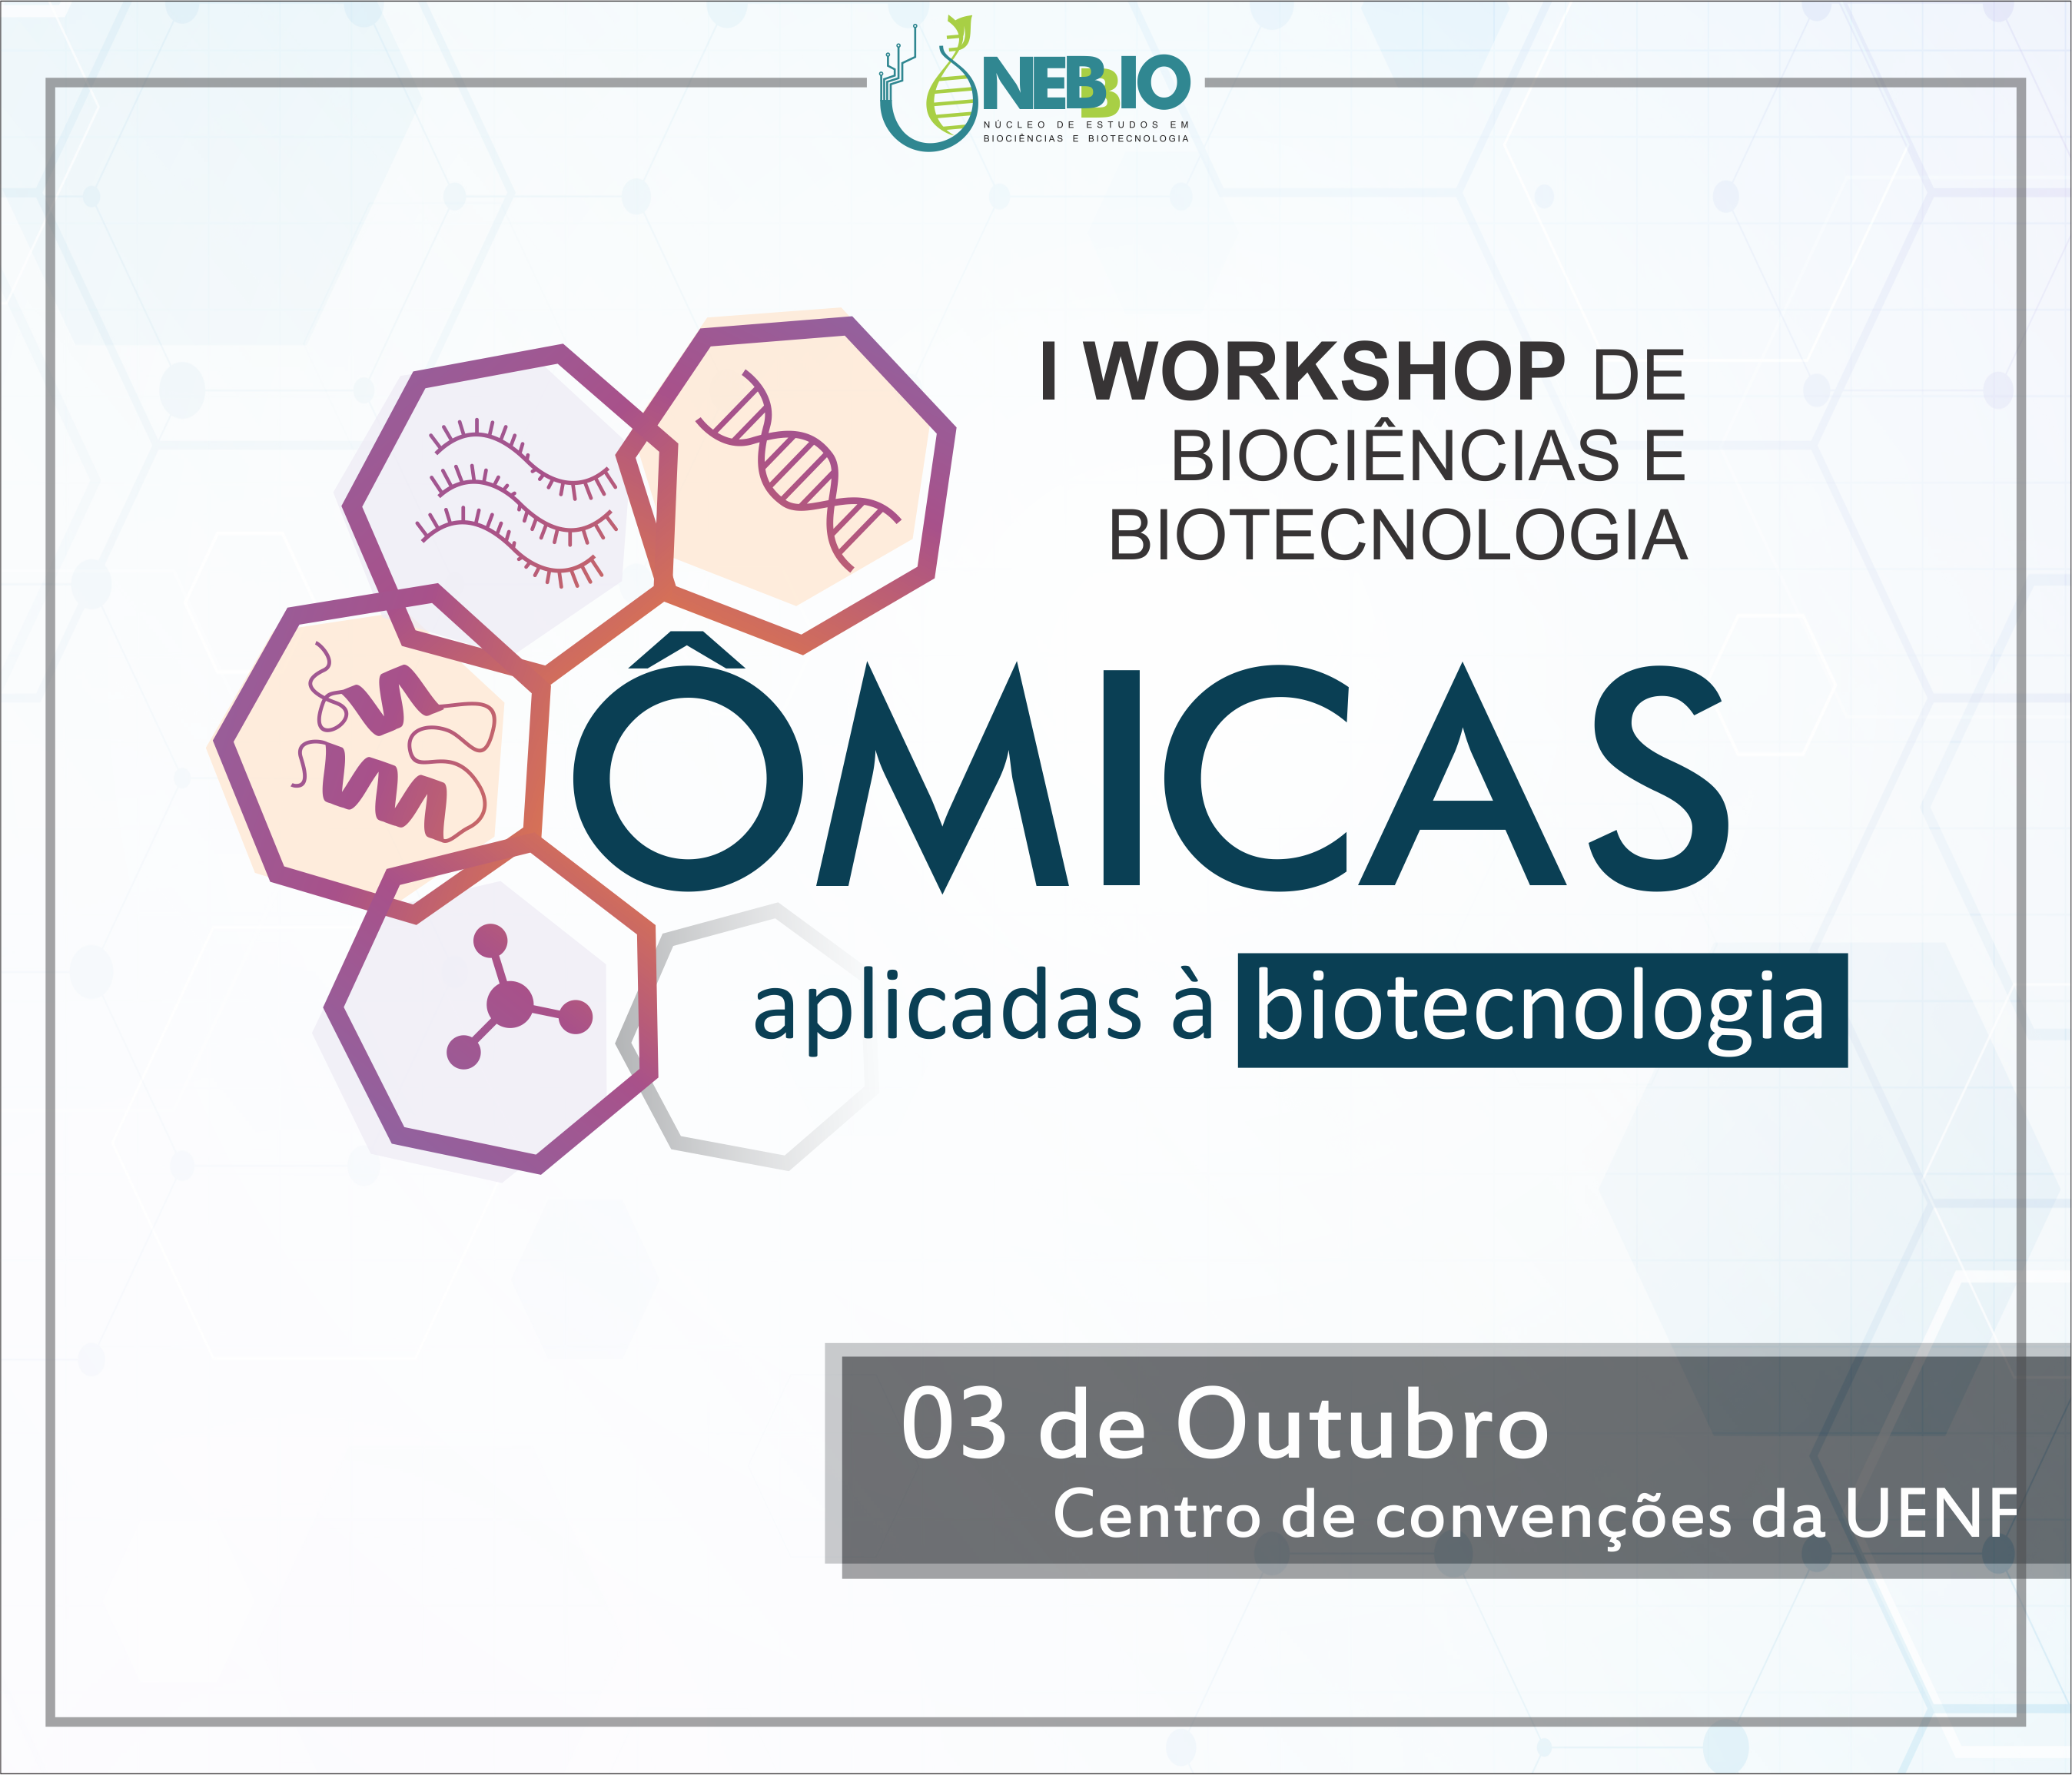 NEBBIO
NÚCLEO DE ESTUDOS EM
BIOCIÊNCIAS E BIOTECNOLOGIA
I WORKSHOP DE
BIOCIÊNCIAS E
BIOTECNOLOGIA
ÔMICAS
aplicadas à biotecnologia
03 de Outubro
Centro de convenções da UENF